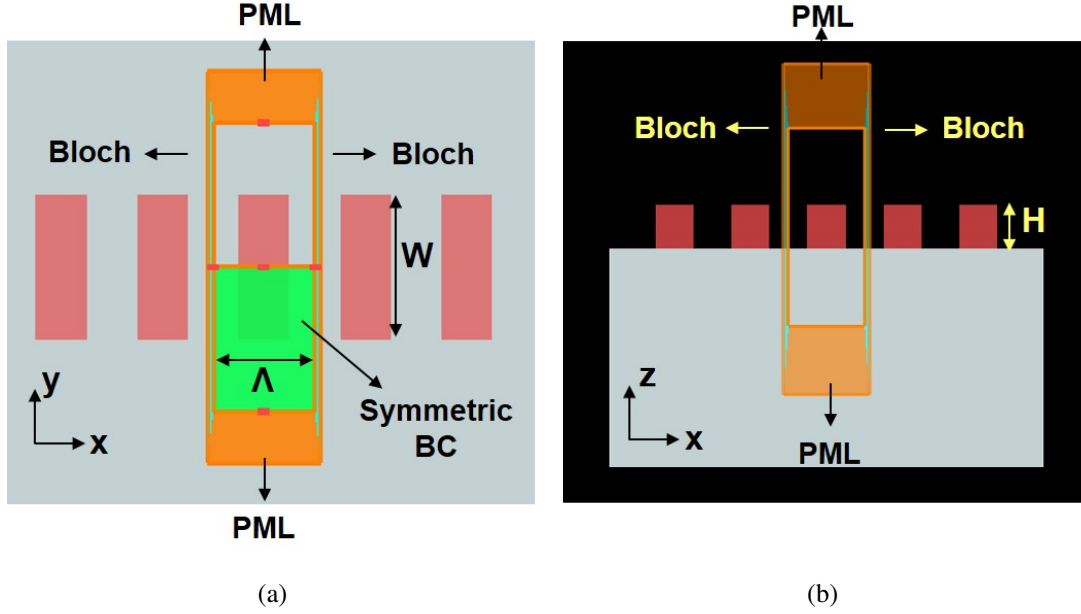 PML
Bloch
Bloch
W
Λ
y
x
Symmetric
BC
PML
(a)
PML
Bloch
Bloch
H
z
x
PML
(b)